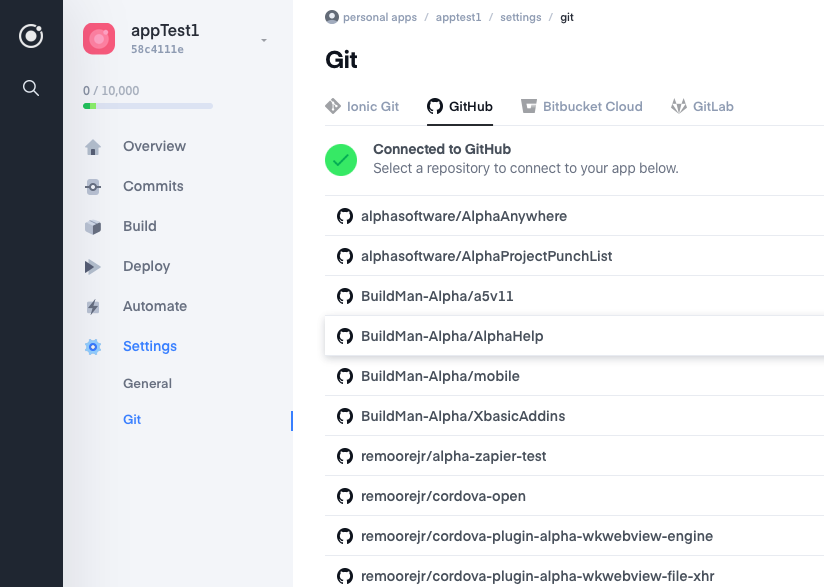 appTest1
58c4111e
0 / 10,000
Overview
Commits
Build
Deploy
Automate
Settings
General
Git
personal apps / apptest1 / settings / git
Git
Ionic Git GitHub Bitbucket Cloud GitLab
Connected to GitHub
Select a repository to connect to your app below.
alphasoftware/AlphaAnywhere
alphasoftware/AlphaProjectPunchList
BuildMan-Alpha/a5v11
BuildMan-Alpha/AlphaHelp
BuildMan-Alpha/mobile
BuildMan-Alpha/XbasicAddins
remoorejr/alpha-zapier-test
remoorejr/cordova-open
remoorejr/cordova-plugin-alpha-wkwebview-engine
remoorejr/cordova-plugin-alpha-wkwebview-file-xhr